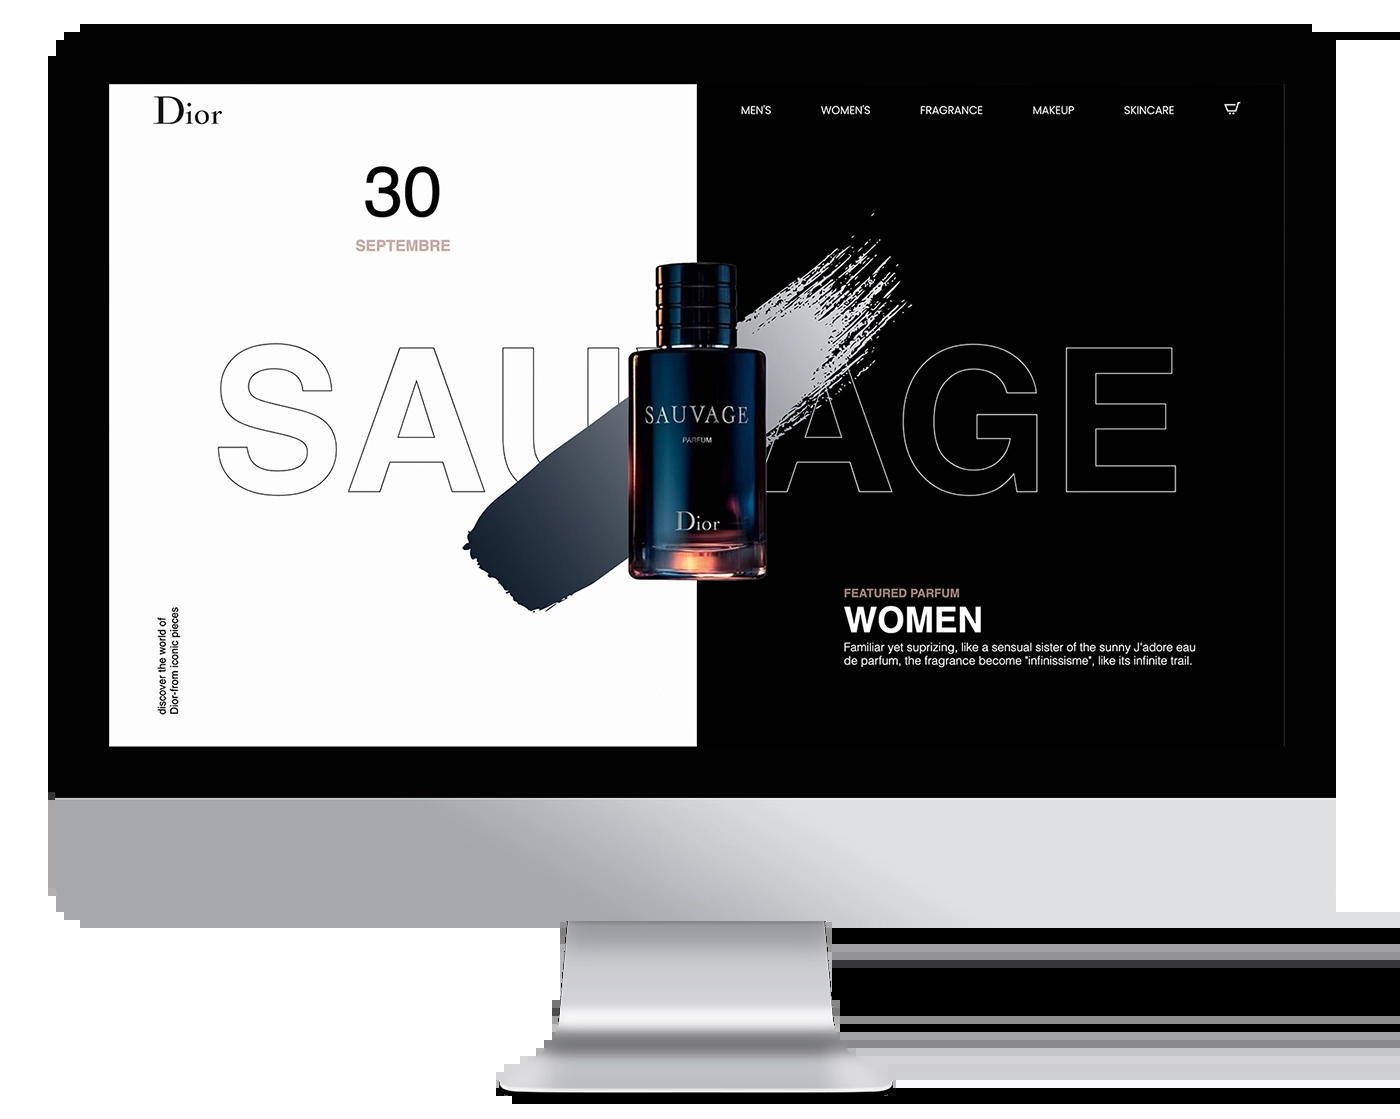 Dior
MEN'S WOMEN'S FRAGRANCE MAKEUP SKINCARE
30
SEPTEMBRE
SAUVAGE
SAUVAGE
PARFUM
Dior
FEATURED PARFUM
WOMEN
Familiar yet suprizing, like a sensual sister of the sunny J'adore eau
de parfum, the fragrance become "infinissisme", like its infinite trail.
discover the world of
Dior-from iconic pieces